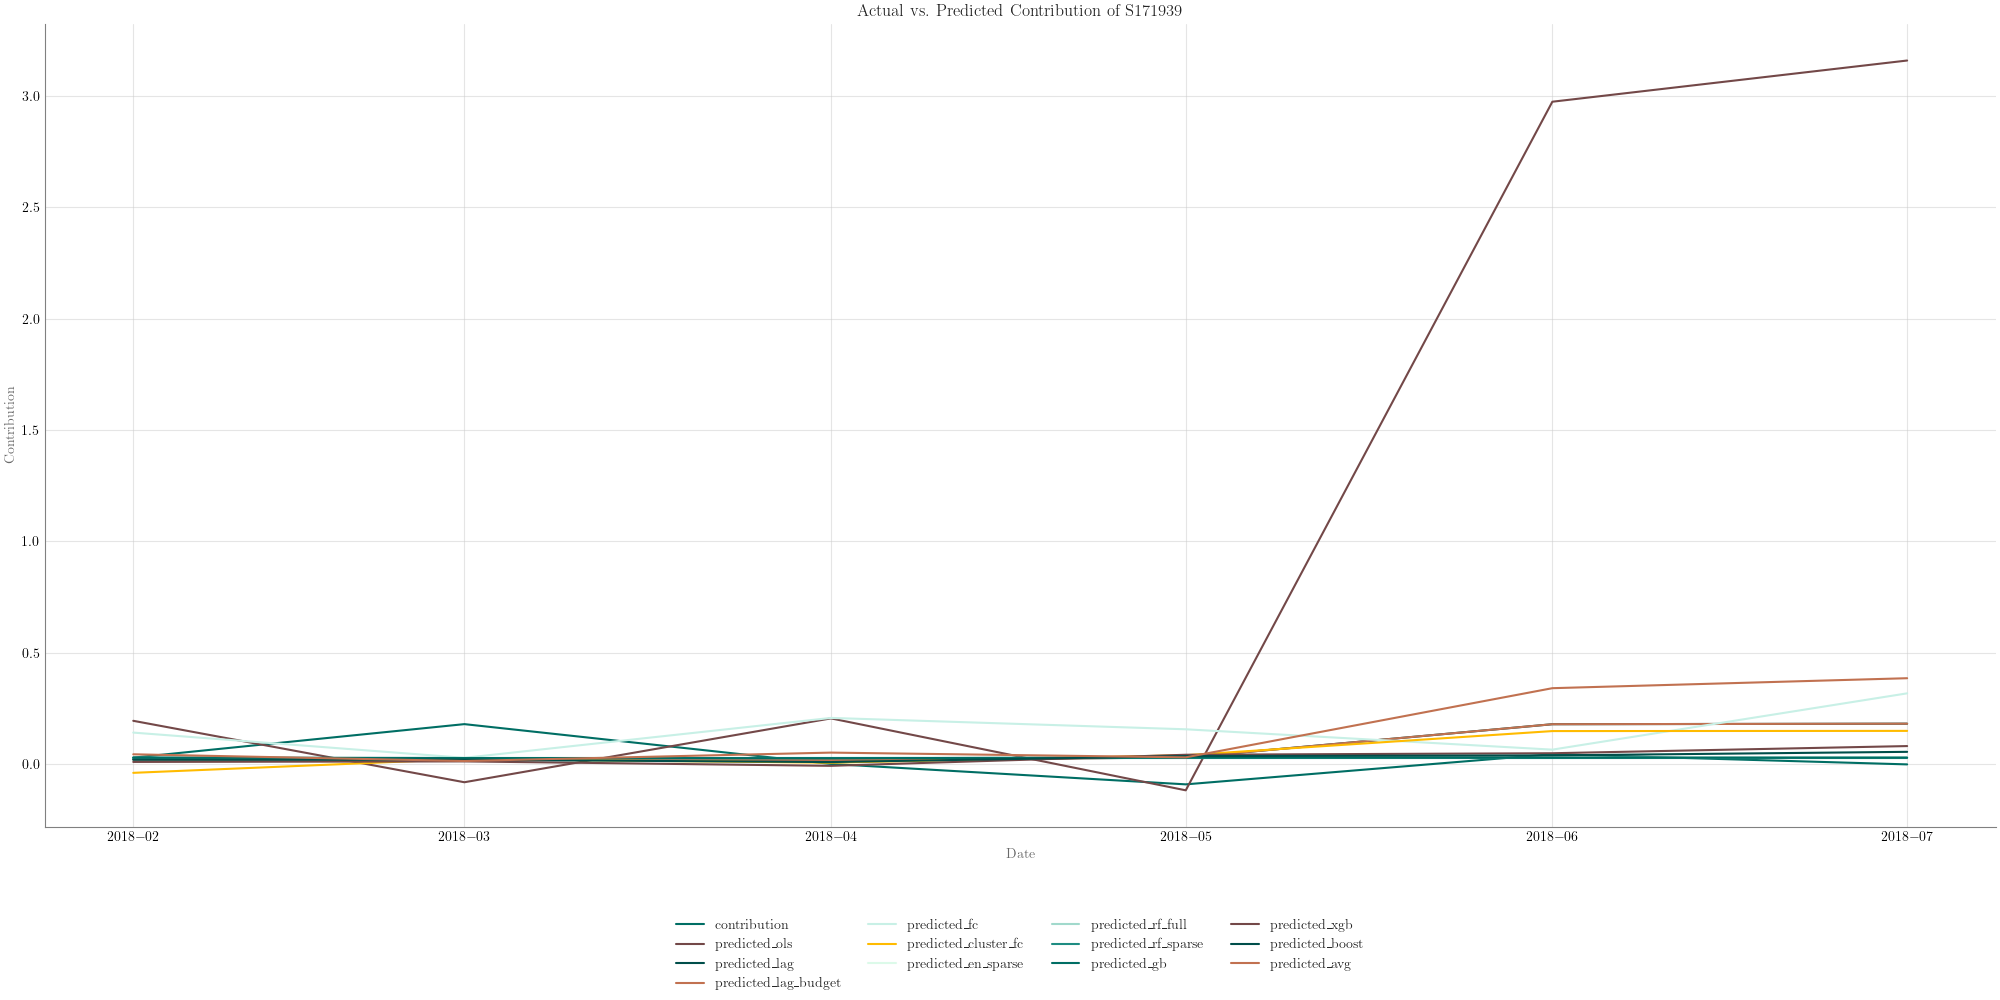 Actual vs. Predicted Contribution of S171939
3.0
2.5
2.0
1.5
1.0
0.5
0.0
Contribution
2018−02 2018−03 2018−04 2018−05 2018−06 2018−07
Date
contribution predicted_fc predicted_rf_full predicted_xgb
predicted_ols predicted_cluster_fc predicted_rf_sparse predicted_boost
predicted_lag predicted_en_sparse predicted_gb predicted_avg
predicted_lag_budget